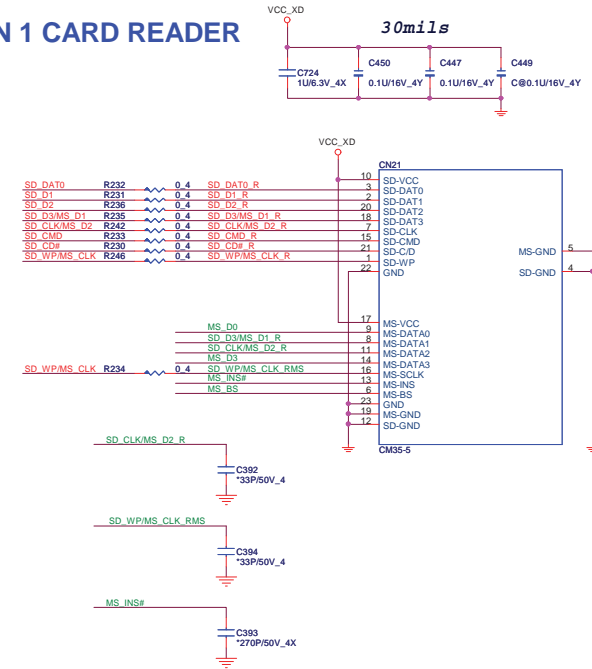 VCC_XD
N 1 CARD READER
30mils
C724
1U/6.3V_4X
C450
0.1U/16V_4Y
C447
0.1U/16V_4Y
C449
C@0.1U/16V_4Y
VCC_XD
CN21
10 SD-VCC
SD_DAT0 R232 0_4 SD_DAT0_R 3 SD-DAT0
SD_D1 R231 0_4 SD_D1_R 2 SD-DAT1
SD_D2 R236 0_4 SD_D2_R 20 SD-DAT2
SD_D3/MS_D1 R235 0_4 SD_D3/MS_D1_R 18 SD-DAT3
SD_CLK/MS_D2 R242 0_4 SD_CLK/MS_D2_R 7 SD-CLK
SD_CMD R233 0_4 SD_CMD_R 15 SD-CMD
SD_CD# R230 0_4 SD_CD#_R 21 SD-C/D
SD_WP/MS_CLK R246 0_4 SD_WP/MS_CLK_R 1 SD-WP
22 GND
MS-GND 5
SD-GND 4
17 MS-VCC
MS_D0 9 MS-DATA0
SD_D3/MS_D1_R 8 MS-DATA1
SD_CLK/MS_D2_R 11 MS-DATA2
MS_D3 14 MS-DATA3
SD_WP/MS_CLK R234 0_4 SD_WP/MS_CLK_RMS 16 MS-SCLK
MS_INS# 13 MS-INS
MS_BS 6 MS-BS
23 GND
19 MS-GND
12 SD-GND
CM35-5
SD_CLK/MS_D2_R
C392
*33P/50V_4
SD_WP/MS_CLK_RMS
C394
*33P/50V_4
MS_INS#
C393
*270P/50V_4X